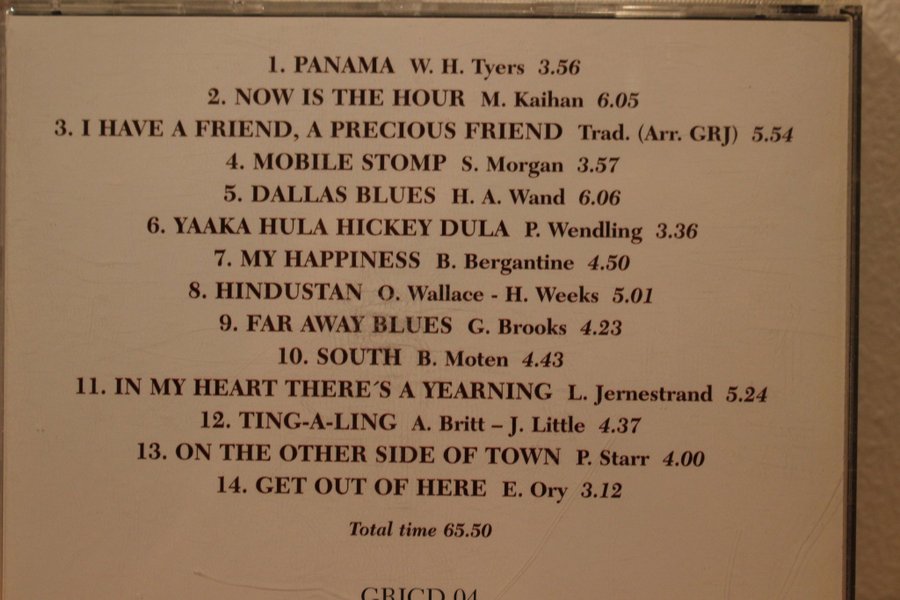 1. PANAMA W. H. Tyers 3.56
2. NOW IS THE HOUR M. Kaihan 6.05
3. I HAVE A FRIEND, A PRECIOUS FRIEND Trad. (Arr. GRJ) 5.54
4. MOBILE STOMP S. Morgan 3.57
5. DALLAS BLUES H. A. Wand 6.06
6. YAAKA HULA HICKEY DULA P. Wendling 3.36
7. MY HAPPINESS B. Bergantine 4.50
8. HINDUSTAN O. Wallace - H. Weeks 5.01
9. FAR AWAY BLUES G. Brooks 4.23
10. SOUTH B. Moten 4.43
11. IN MY HEART THERE´S A YEARNING L. Jernestrand 5.24
12. TING-A-LING A. Britt – J. Little 4.37
13. ON THE OTHER SIDE OF TOWN P. Starr 4.00
14. GET OUT OF HERE E. Ory 3.12
Total time 65.50
GRJCD 04